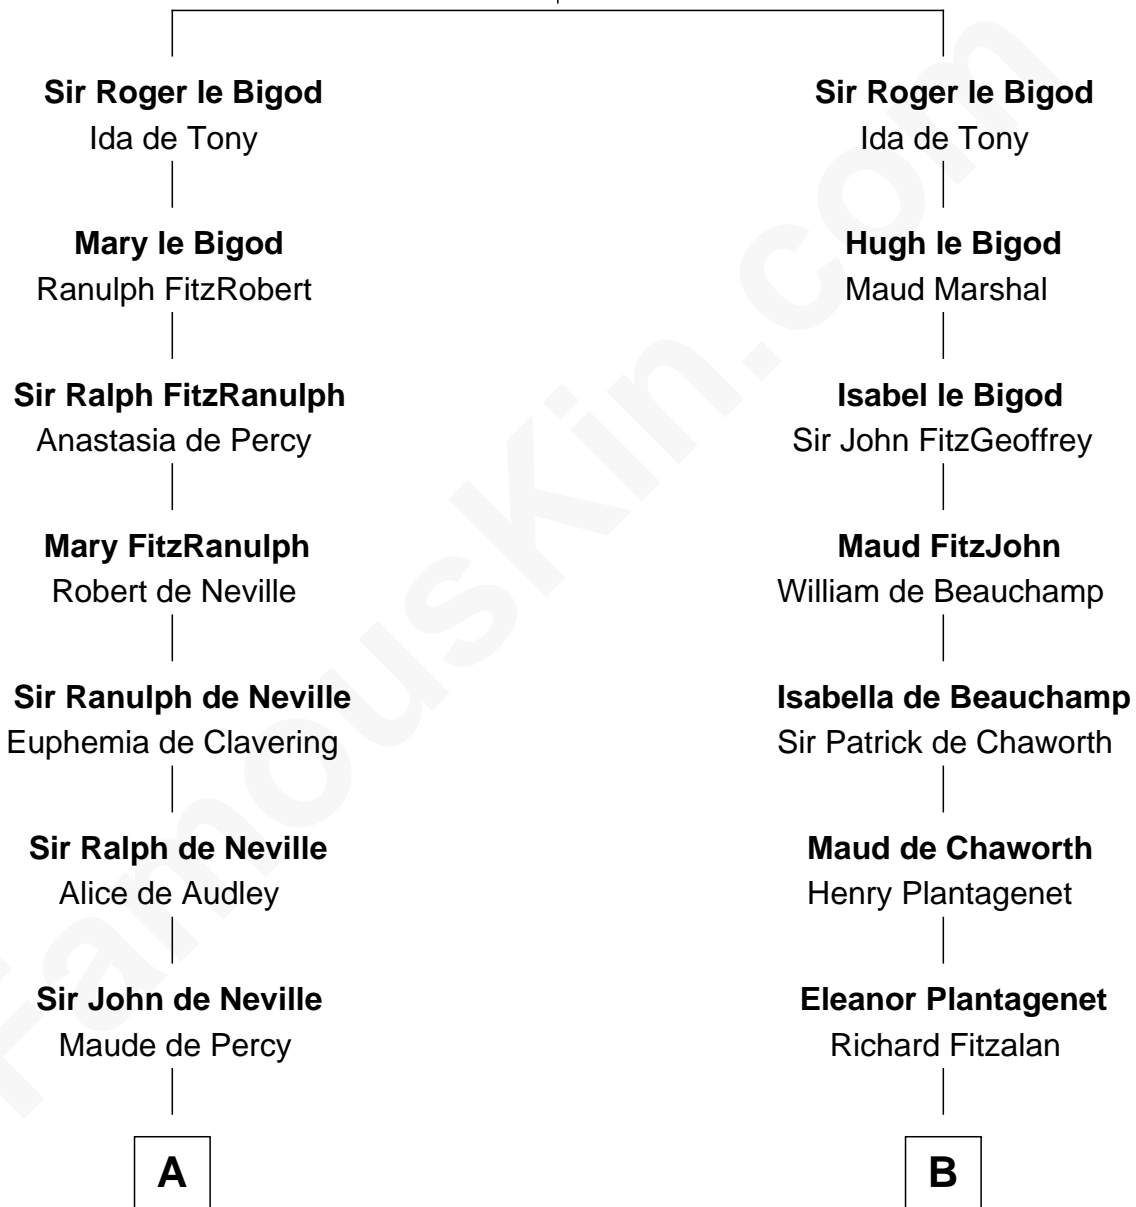 Sir Roger le Bigod
Ida de Tony
Mary le Bigod
Ranulph FitzRobert
Sir Ralph FitzRanulph
Anastasia de Percy
Mary FitzRanulph
Robert de Neville
Sir Ranulph de Neville
Euphemia de Clavering
Sir Ralph de Neville
Alice de Audley
Sir John de Neville
Maude de Percy
A
Sir Roger le Bigod
Ida de Tony
Hugh le Bigod
Maud Marshal
Isabel le Bigod
Sir John FitzGeoffrey
Maud FitzJohn
William de Beauchamp
Isabella de Beauchamp
Sir Patrick de Chaworth
Maud de Chaworth
Henry Plantagenet
Eleanor Plantagenet
Richard Fitzalan
B
FamousKin.com